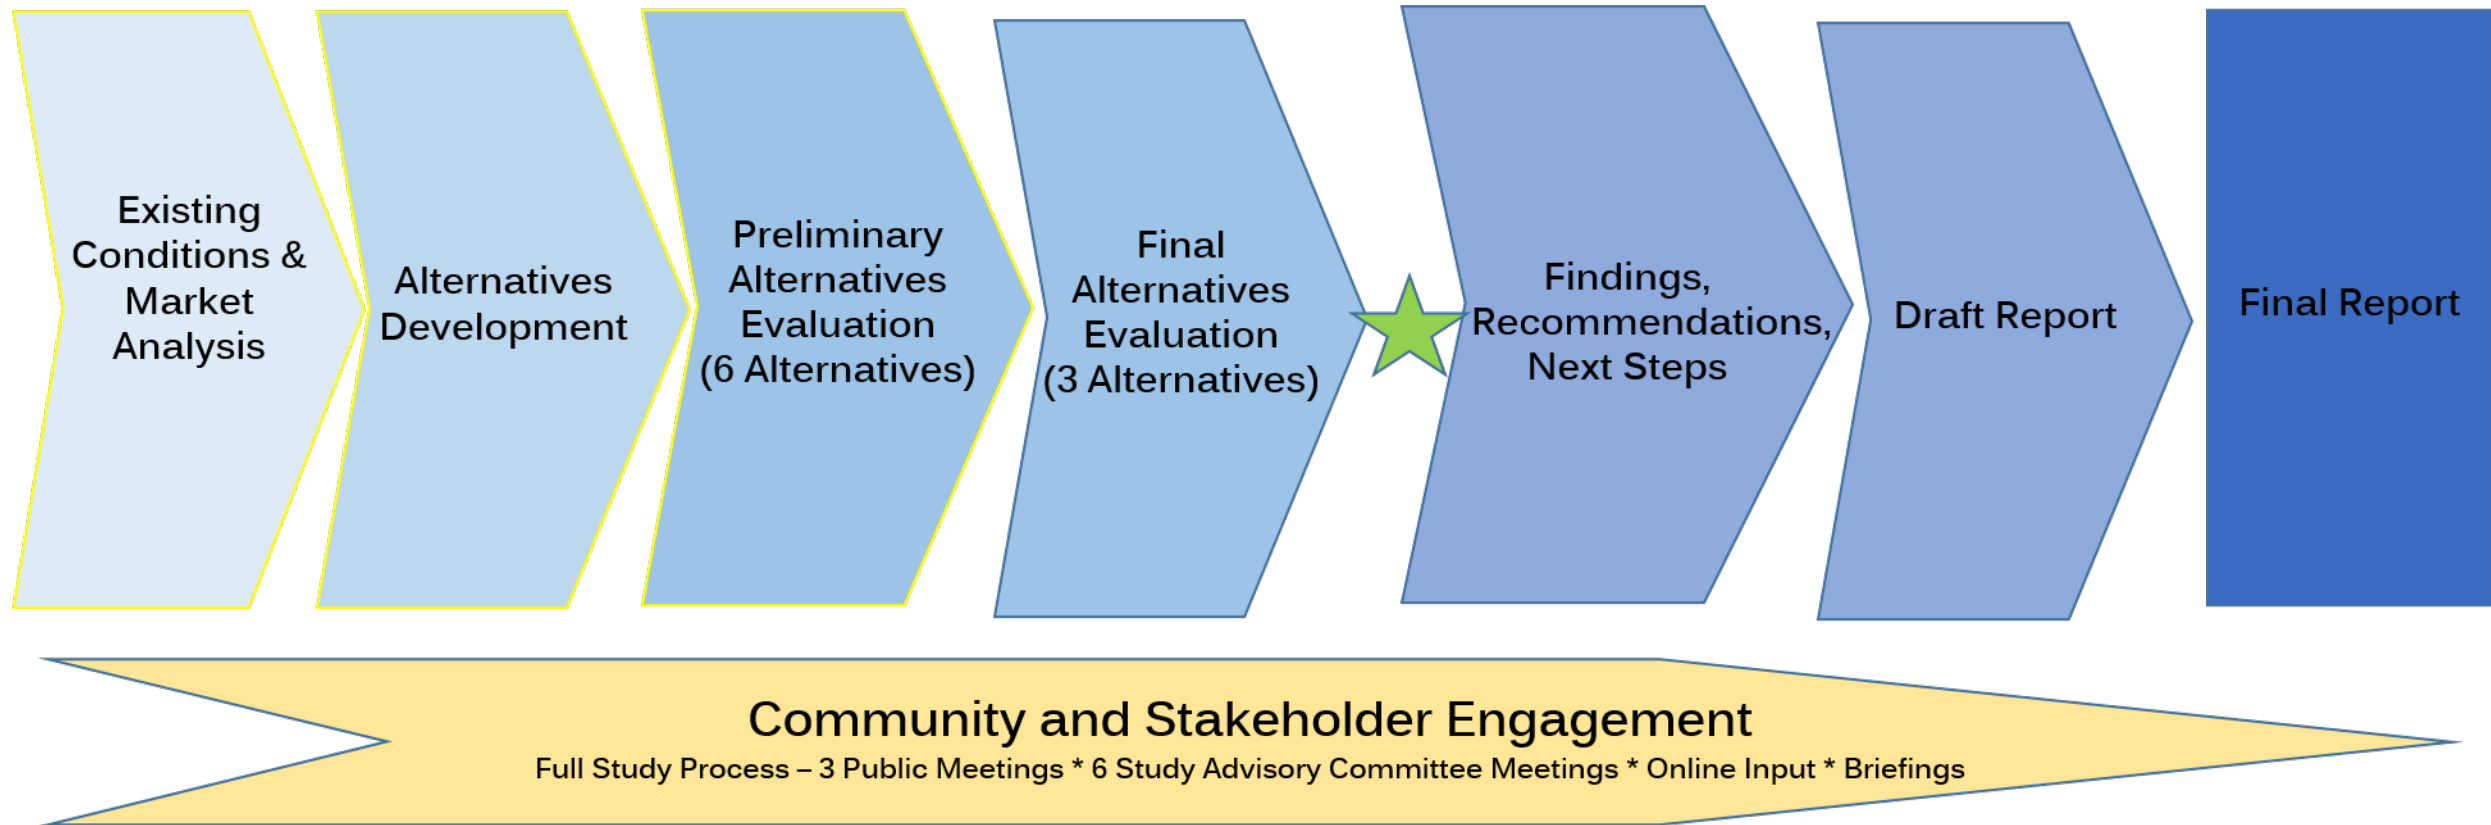 Existing
Conditions &
Market
Analysis
Alternatives
Development
Preliminary
Alternatives
Evaluation
(6 Alternatives)
Final
Alternatives
Evaluation
(3 Alternatives)
Findings,
Recommendations,
Next Steps
Draft Report
Final Report
Community and Stakeholder Engagement
Full Study Process – 3 Public Meetings * 6 Study Advisory Committee Meetings * Online Input * Briefings